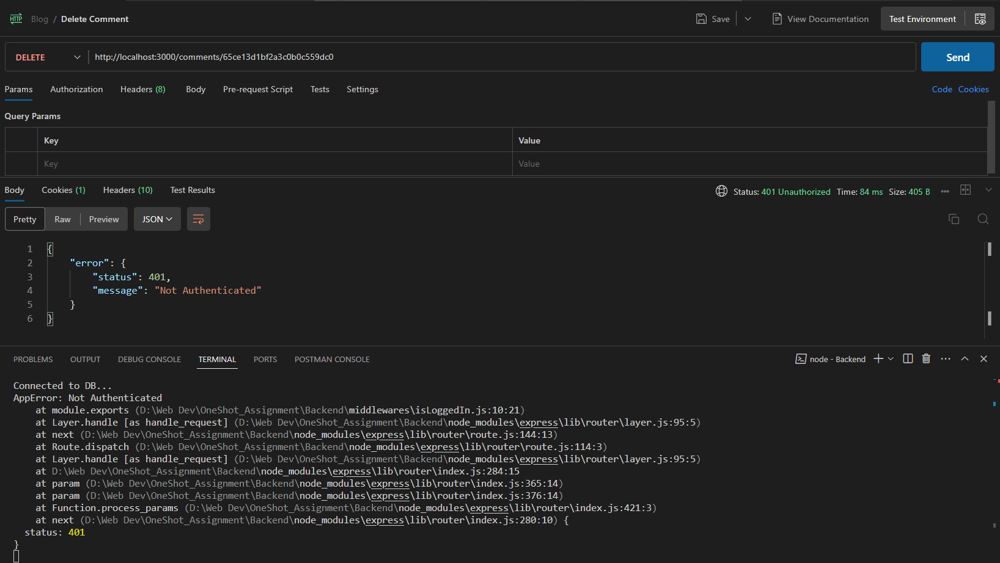 HTTP Blog / Delete Comment Save View Documentation Test Environment
DELETE http://localhost:3000/comments/65ce13d1bf2a3c0b0c559dc0 Send
Params Authorization Headers (8) Body Pre-request Script Tests Settings Code Cookies
Query Params
Key Value
Key Value
Body Cookies (1) Headers (10) Test Results Status: 401 Unauthorized Time: 84 ms Size: 405 B
Pretty Raw Preview JSON
1 {
2 "error": {
3 "status": 401,
4 "message": "Not Authenticated"
5 }
6 }
PROBLEMS OUTPUT DEBUG CONSOLE TERMINAL PORTS POSTMAN CONSOLE node - Backend
Connected to DB...
AppError: Not Authenticated
at module.exports (D:\Web Dev\OneShot_Assignment\Backend\middlewares\isLoggedIn.js:10:21)
at Layer.handle [as handle_request] (D:\Web Dev\OneShot_Assignment\Backend\node_modules\express\lib\router\layer.js:95:5)
at next (D:\Web Dev\OneShot_Assignment\Backend\node_modules\express\lib\router\route.js:144:13)
at Route.dispatch (D:\Web Dev\OneShot_Assignment\Backend\node_modules\express\lib\router\route.js:114:3)
at Layer.handle [as handle_request] (D:\Web Dev\OneShot_Assignment\Backend\node_modules\express\lib\router\layer.js:95:5)
at D:\Web Dev\OneShot_Assignment\Backend\node_modules\express\lib\router\index.js:284:15
at param (D:\Web Dev\OneShot_Assignment\Backend\node_modules\express\lib\router\index.js:365:14)
at param (D:\Web Dev\OneShot_Assignment\Backend\node_modules\express\lib\router\index.js:376:14)
at Function.process_params (D:\Web Dev\OneShot_Assignment\Backend\node_modules\express\lib\router\index.js:421:3)
at next (D:\Web Dev\OneShot_Assignment\Backend\node_modules\express\lib\router\index.js:280:10) {
status: 401
}